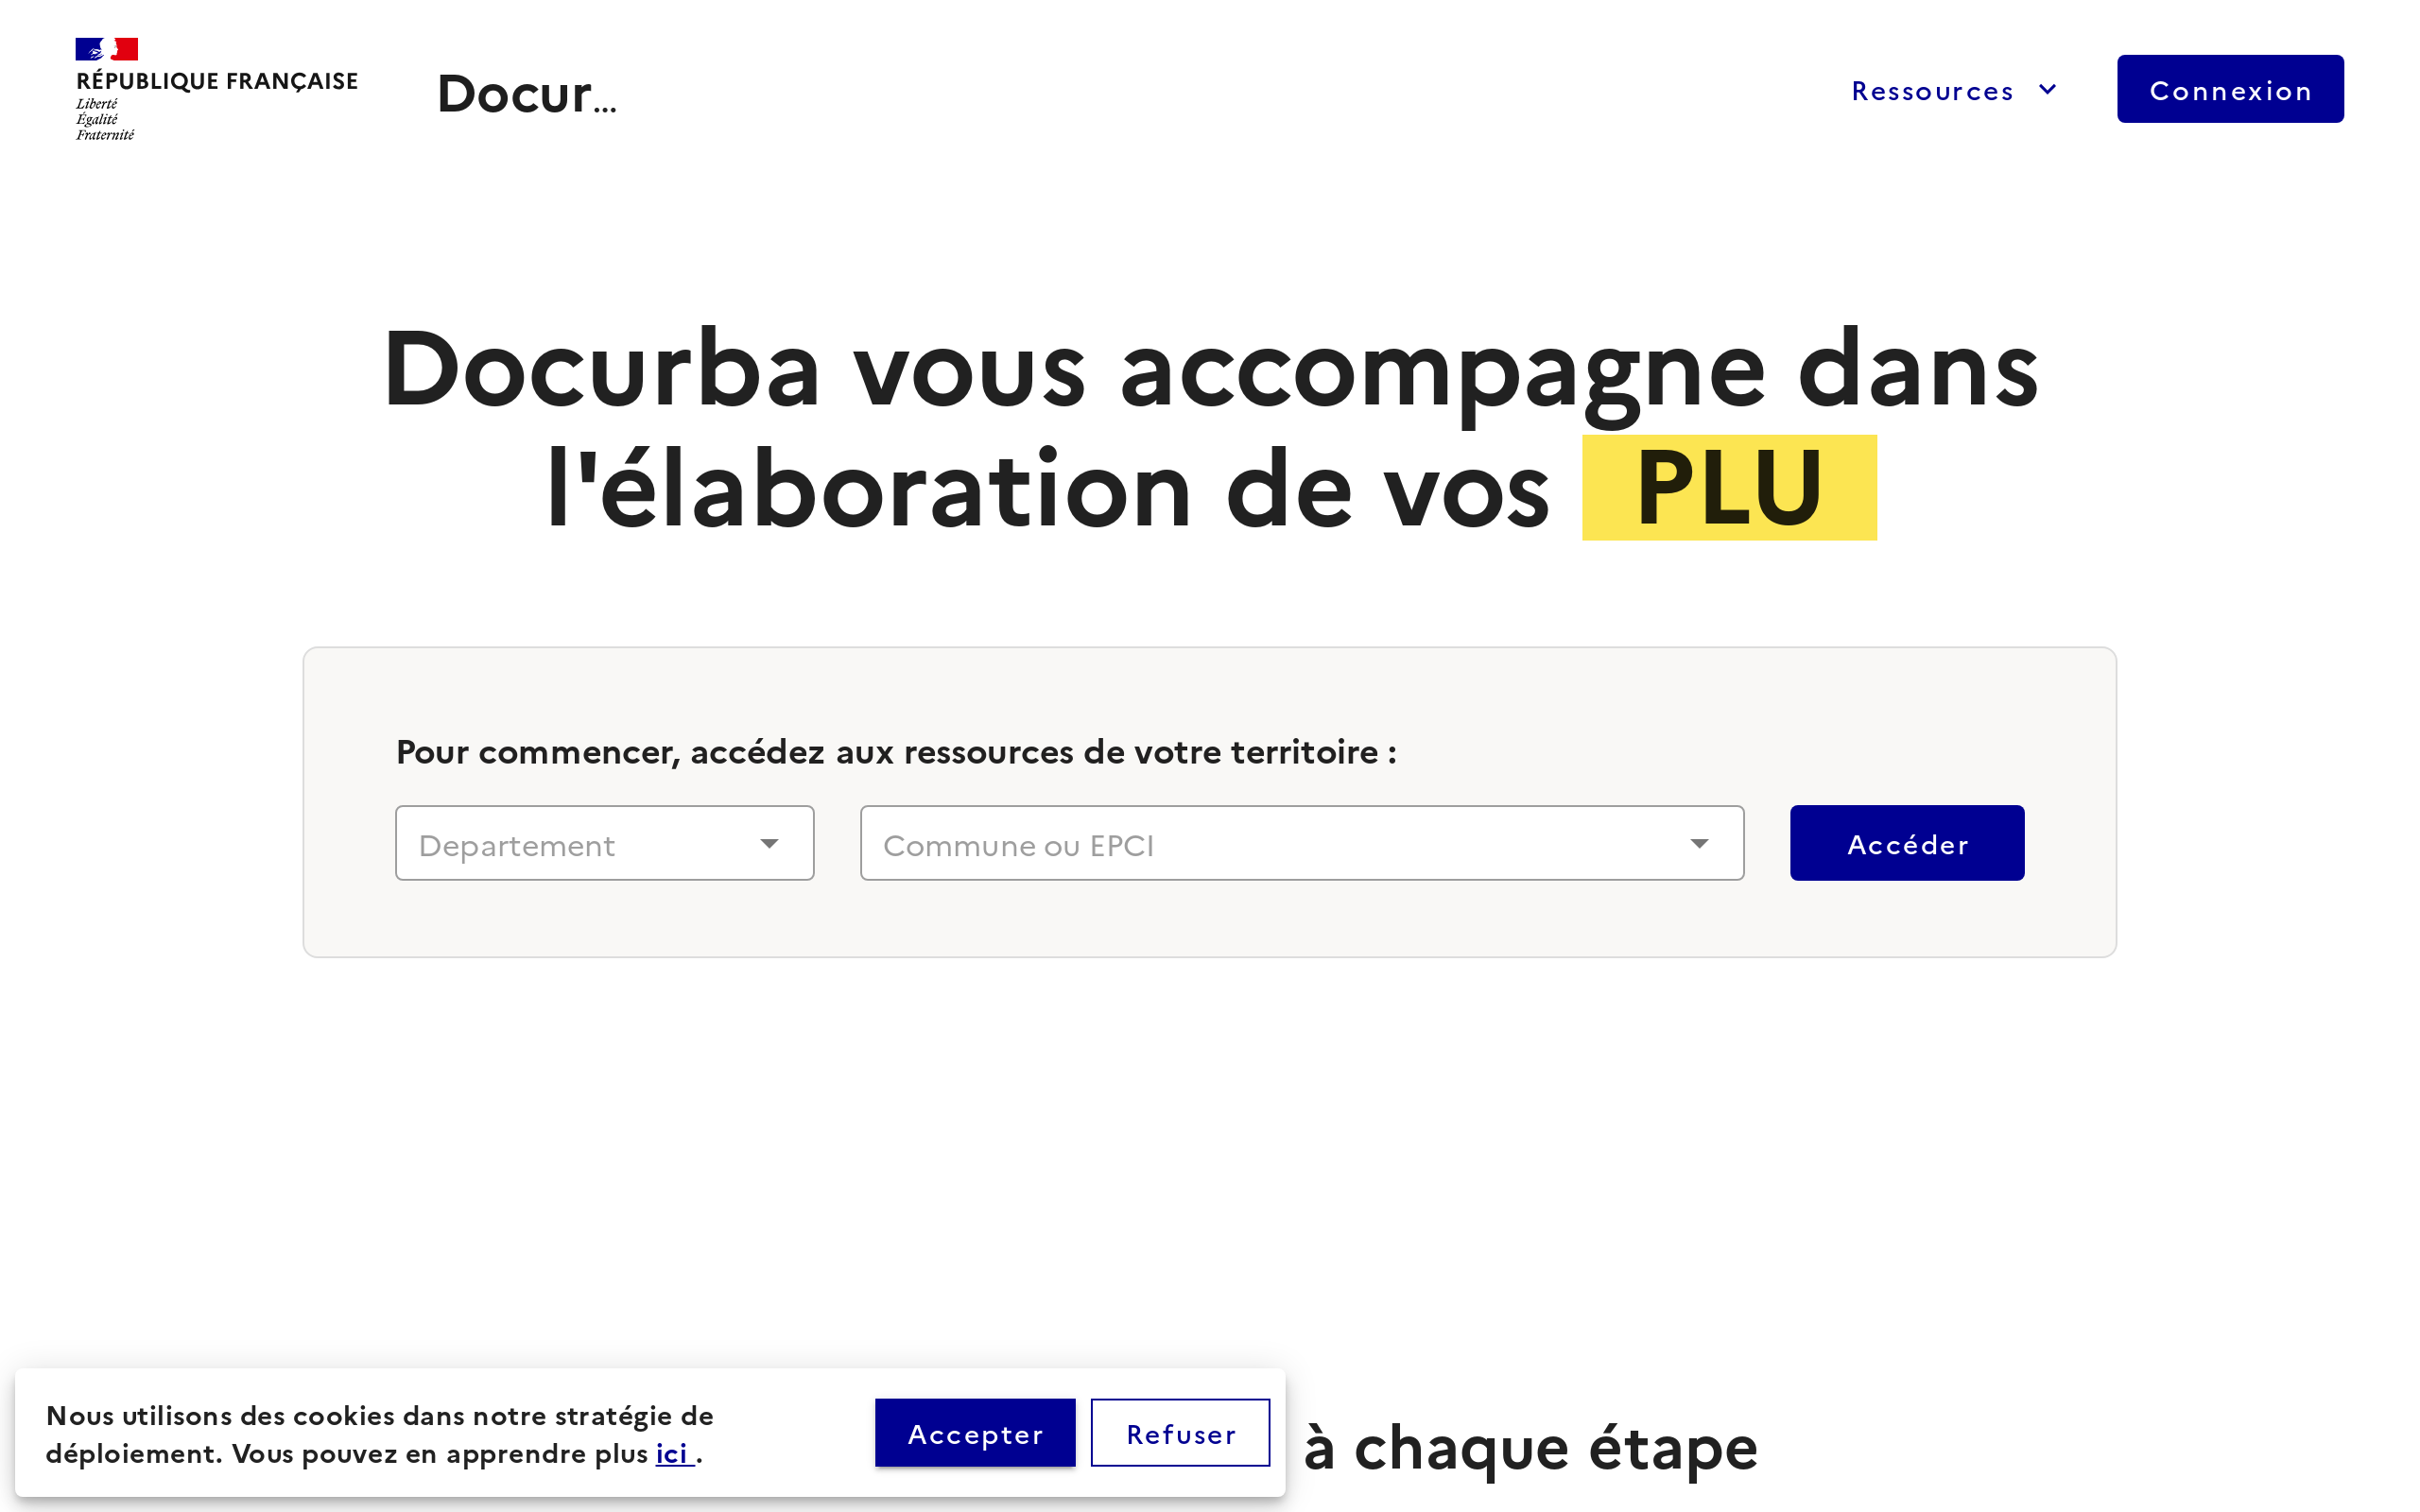 RÉPUBLIQUE FRANÇAISE
Liberté
Égalité
Fraternité
Docur...
Ressources
Connexion
Docurba vous accompagne dans
l'élaboration de vos PLU
Pour commencer, accédez aux ressources de votre territoire :
Departement
Commune ou EPCI
Accéder
à chaque étape
Nous utilisons des cookies dans notre stratégie de
déploiement. Vous pouvez en apprendre plus ici .
Accepter
Refuser